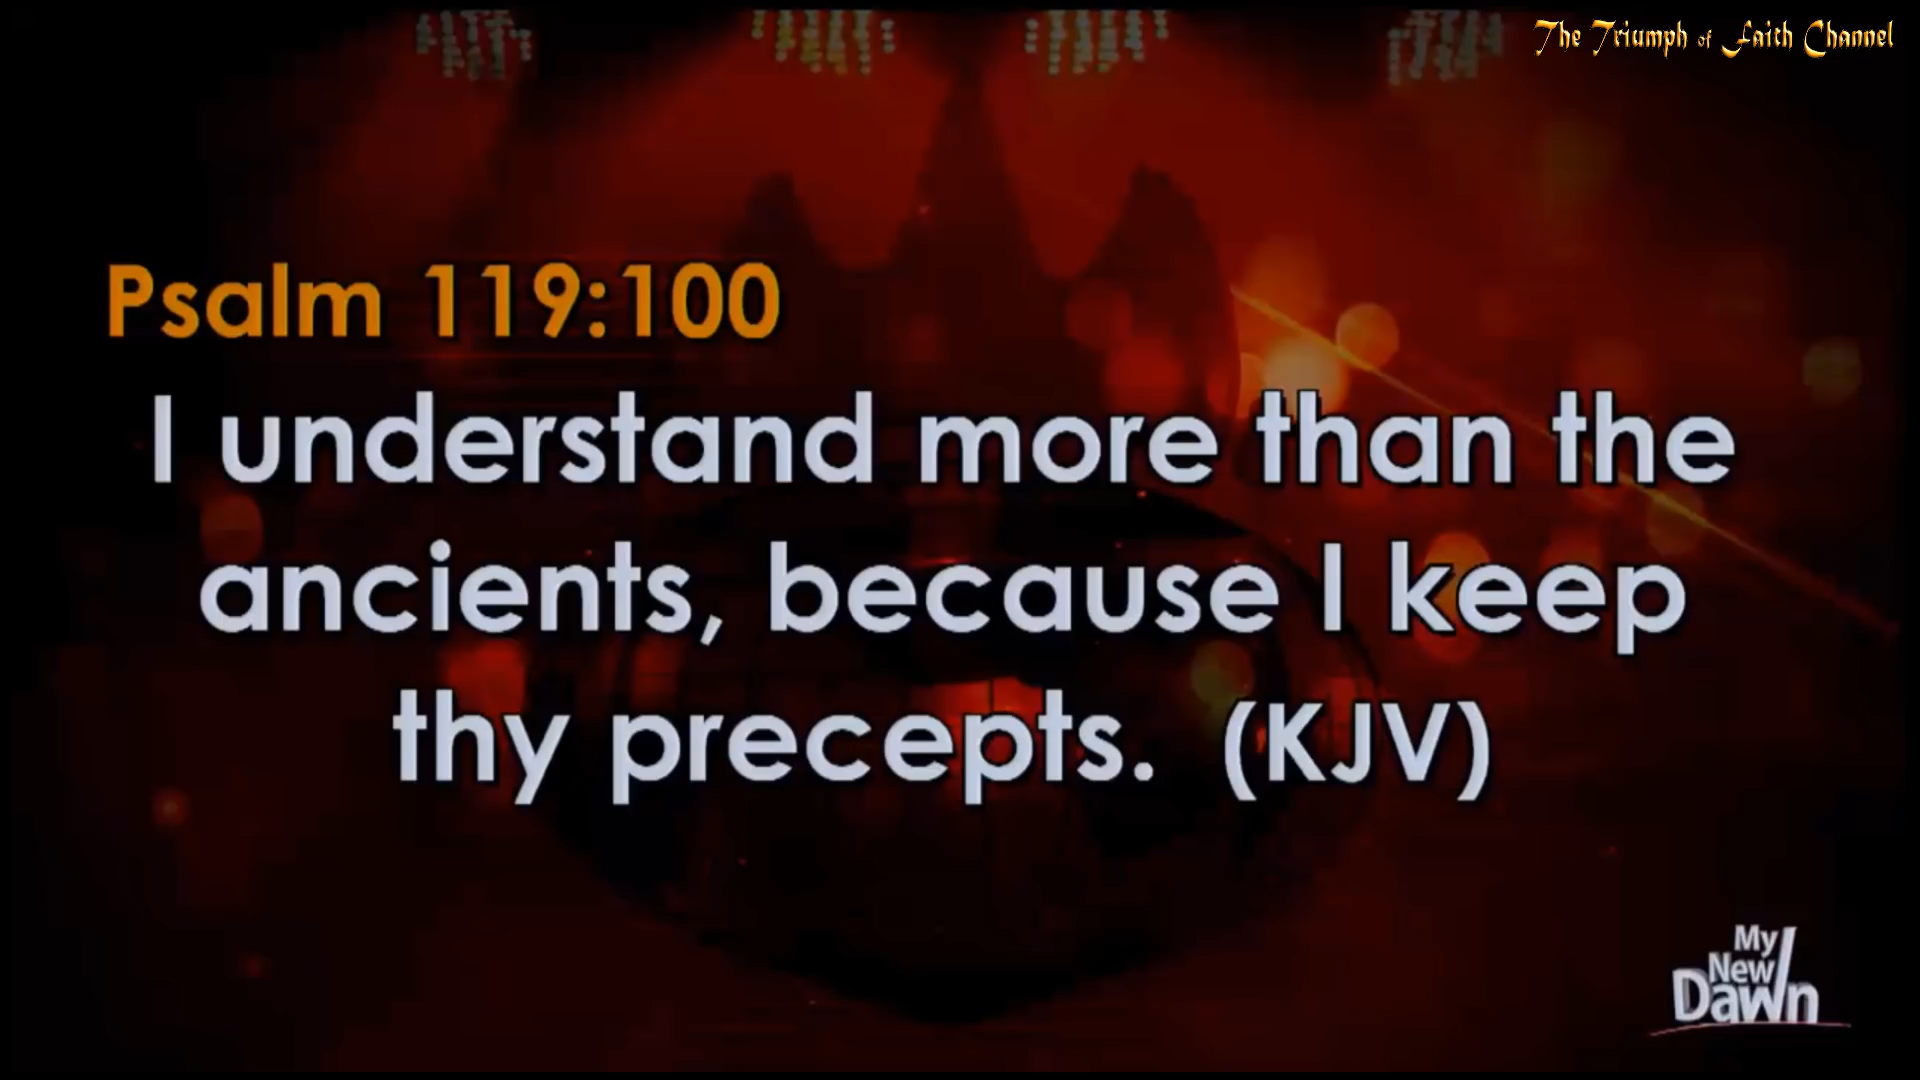 The Triumph of Faith Channel
Psalm 119:100
I understand more than the
ancients, because I keep
thy precepts. (KJV)
My
New
Dawn